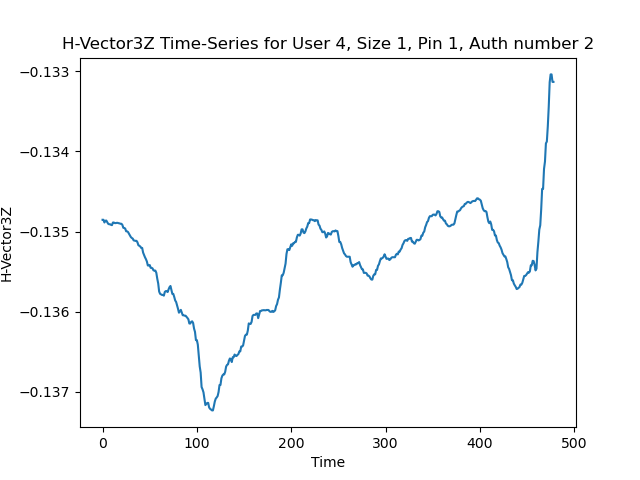 H-Vector3Z Time-Series for User 4, Size 1, Pin 1, Auth number 2
−0.133
−0.134
−0.135
−0.136
−0.137
H-Vector3Z
0 100 200 300 400 500
Time